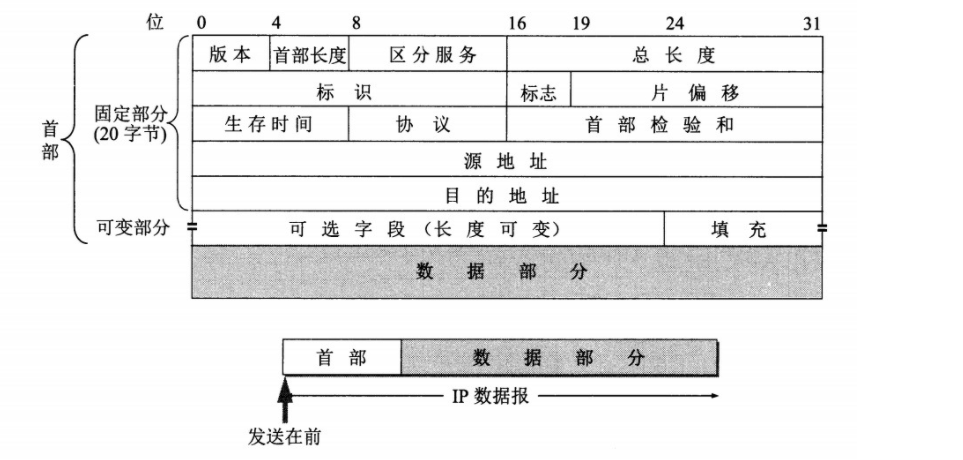 位 0 4 8 16 19 24 31
版本 首部长度 区分服务 总长度
标识 标志 片偏移
首部 固定部分 (20 字节) 生存时间 协议 首部检验和
源地址
目的地址
可变部分 可选字段（长度可变） 填充
数据部分
首部 数据部分
IP 数据报
发送在前